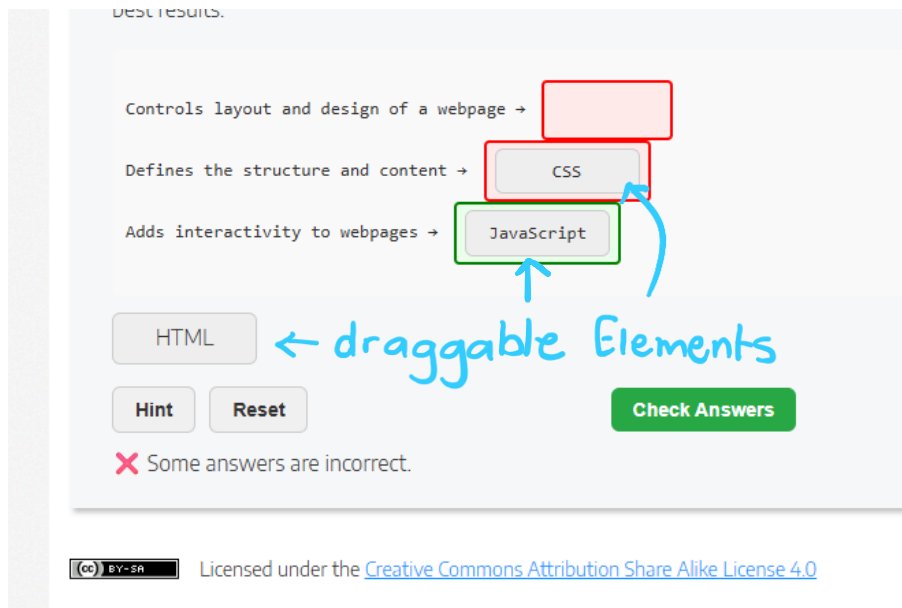 best results.
Controls layout and design of a webpage →
Defines the structure and content → CSS
Adds interactivity to webpages → JavaScript
HTML ← draggable Elements
Hint Reset Check Answers
❌ Some answers are incorrect.
(cc) BY-SA Licensed under the Creative Commons Attribution Share Alike License 4.0